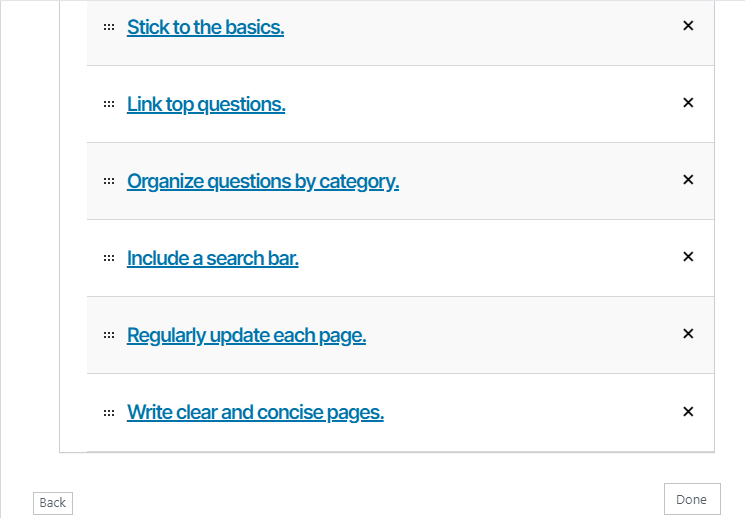 Stick to the basics.
Link top questions.
Organize questions by category.
Include a search bar.
Regularly update each page.
Write clear and concise pages.
Back
Done